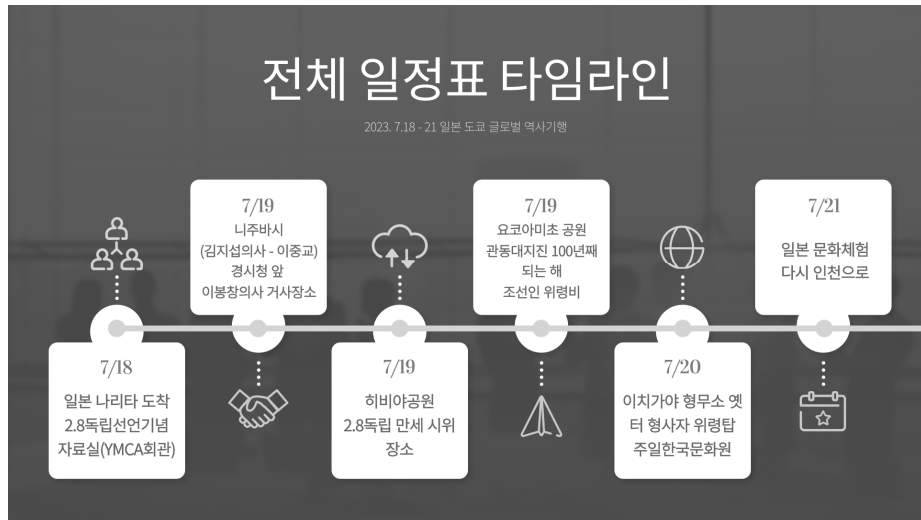 전체 일정표 타임라인
2023. 7.18 - 21 일본 도쿄 글로벌 역사기행
7/18
일본 나리타 도착
2.8독립선언기념
자료실(YMCA회관)
7/19
니주바시
(김지섭의사 - 이중교)
경시청 앞
이봉창의사 거사장소
7/19
히비야공원
2.8독립 만세 시위
장소
7/19
요코아미초 공원
관동대지진 100년째
되는 해
조선인 위령비
7/20
이치가야 형무소 옛
터 형사자 위령탑
주일한국문화원
7/21
일본 문화체험
다시 인천으로